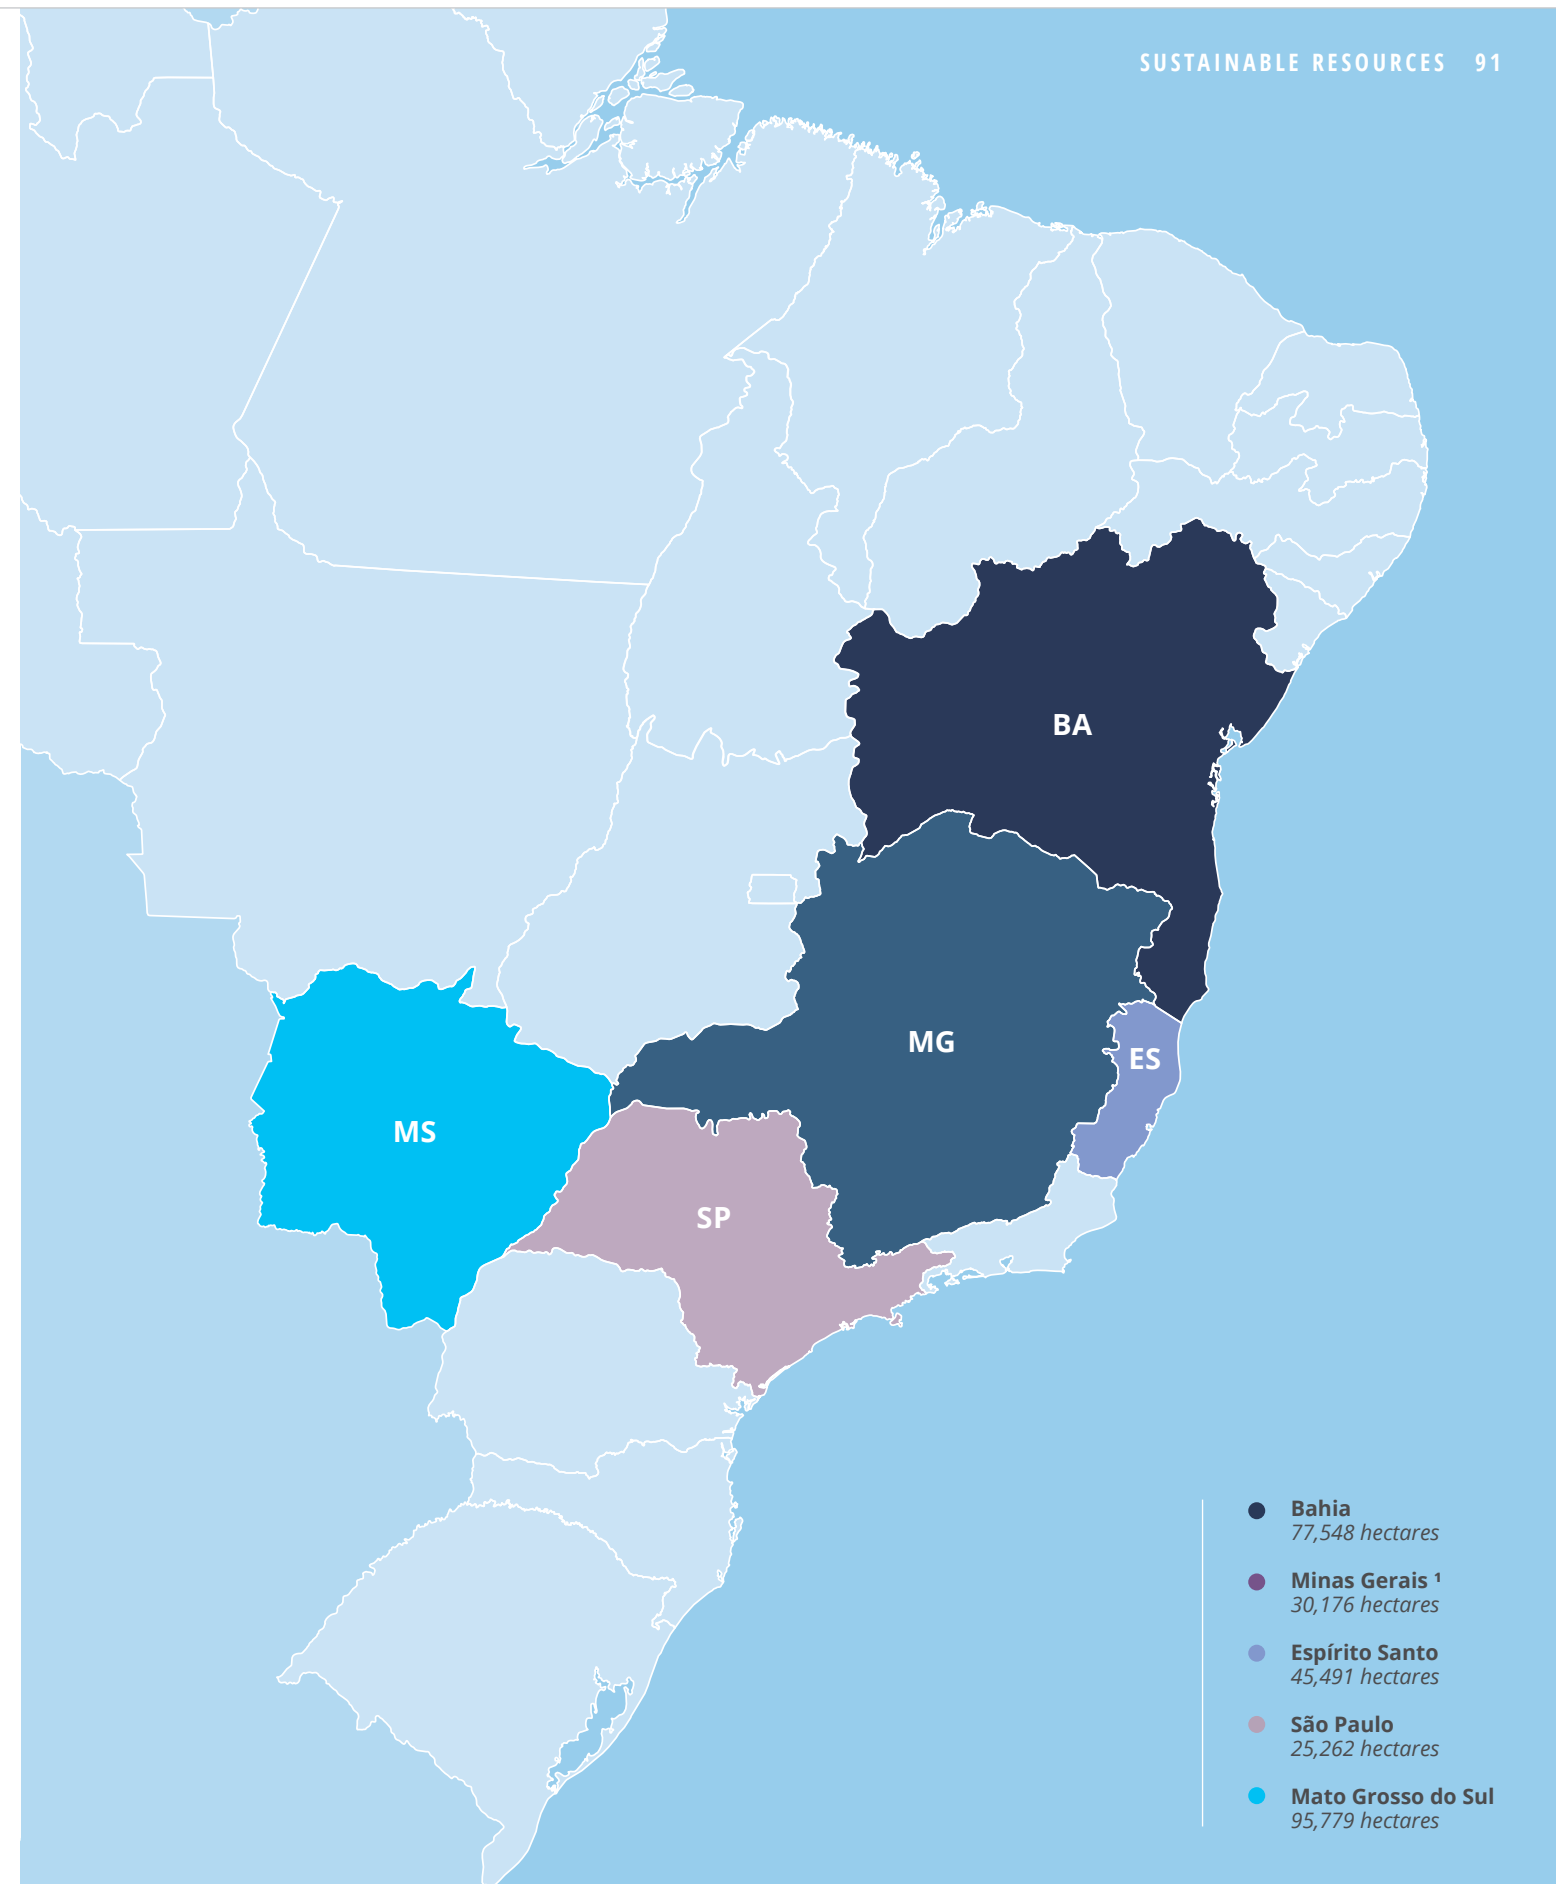 SUSTAINABLE RESOURCES 91
BA
MG
ES
MS
SP
Bahia
77,548 hectares
Minas Gerais ¹
30,176 hectares
Espírito Santo
45,491 hectares
São Paulo
25,262 hectares
Mato Grosso do Sul
95,779 hectares